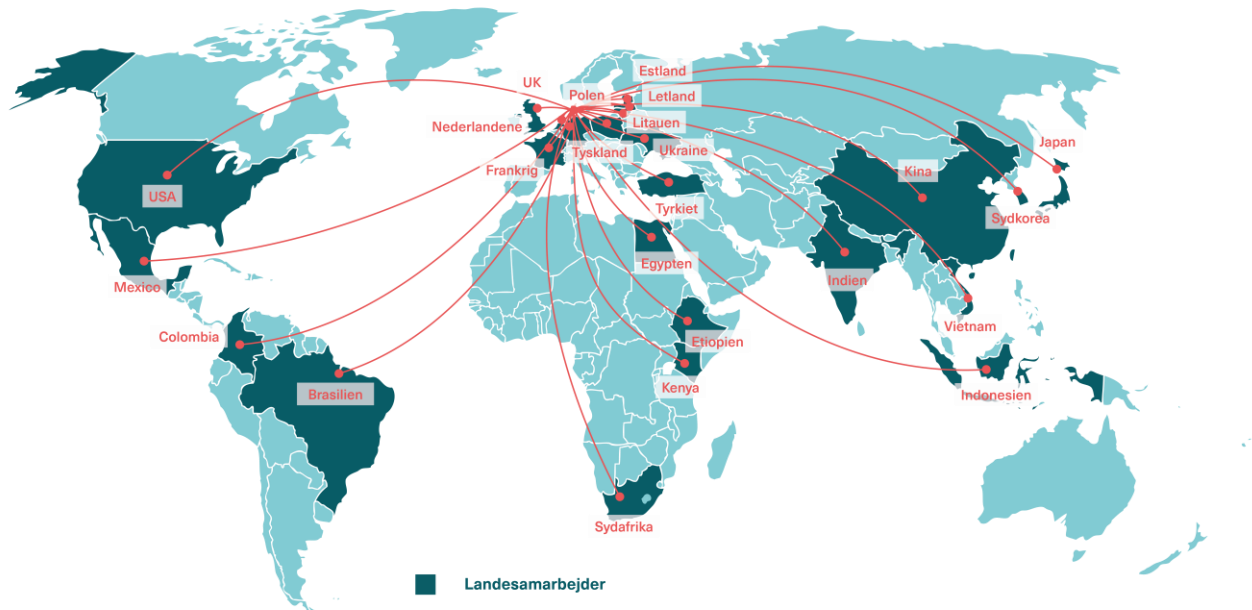 Estland
UK
Polen
Letland
Nederlandene
Litauen
Japan
Tyskland
Ukraine
Frankrig
Kina
USA
Tyrkiet
Sydkorea
Egypten
Mexico
Indien
Vietnam
Colombia
Etiopien
Kenya
Brasilien
Indonesien
Sydafrika
Landesamarbejder